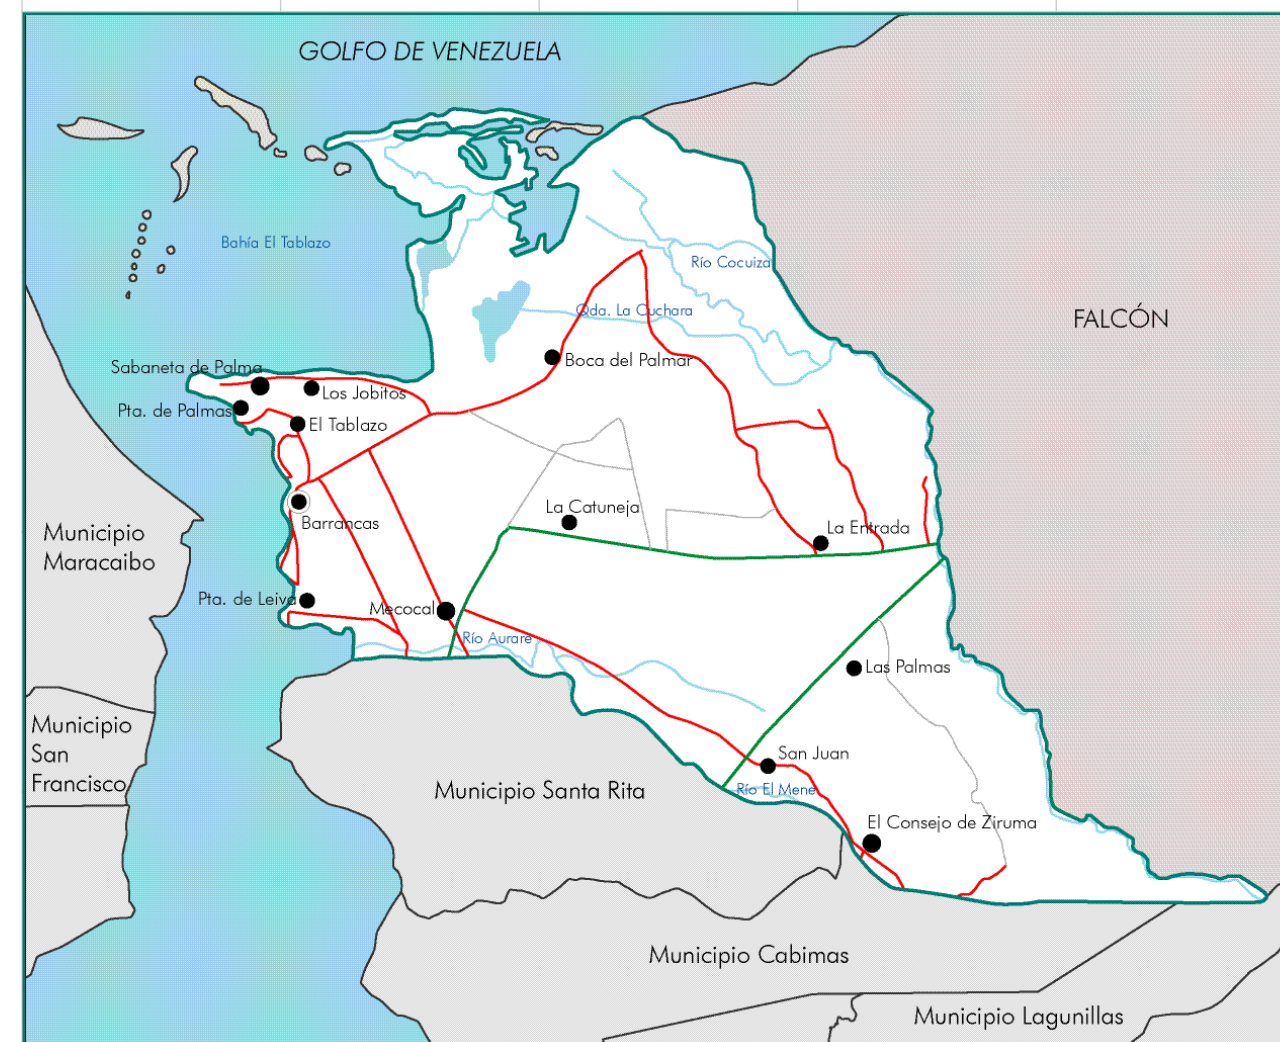 GOLFO DE VENEZUELA
Bahía El Tablazo
Río Cocuiza
Qda. La Cuchara
FALCÓN
Boca del Palmar
Sabaneta de Palma
Los Jobitos
Pta. de Palmas
El Tablazo
La Catuneja
Barrancas
La Entrada
Municipio
Maracaibo
Pta. de Leiva
Mecocal
Río Aurare
Las Palmas
Municipio
San
Francisco
San Juan
Río El Mene
Municipio Santa Rita
El Consejo de Ziruma
Municipio Cabimas
Municipio Lagunillas